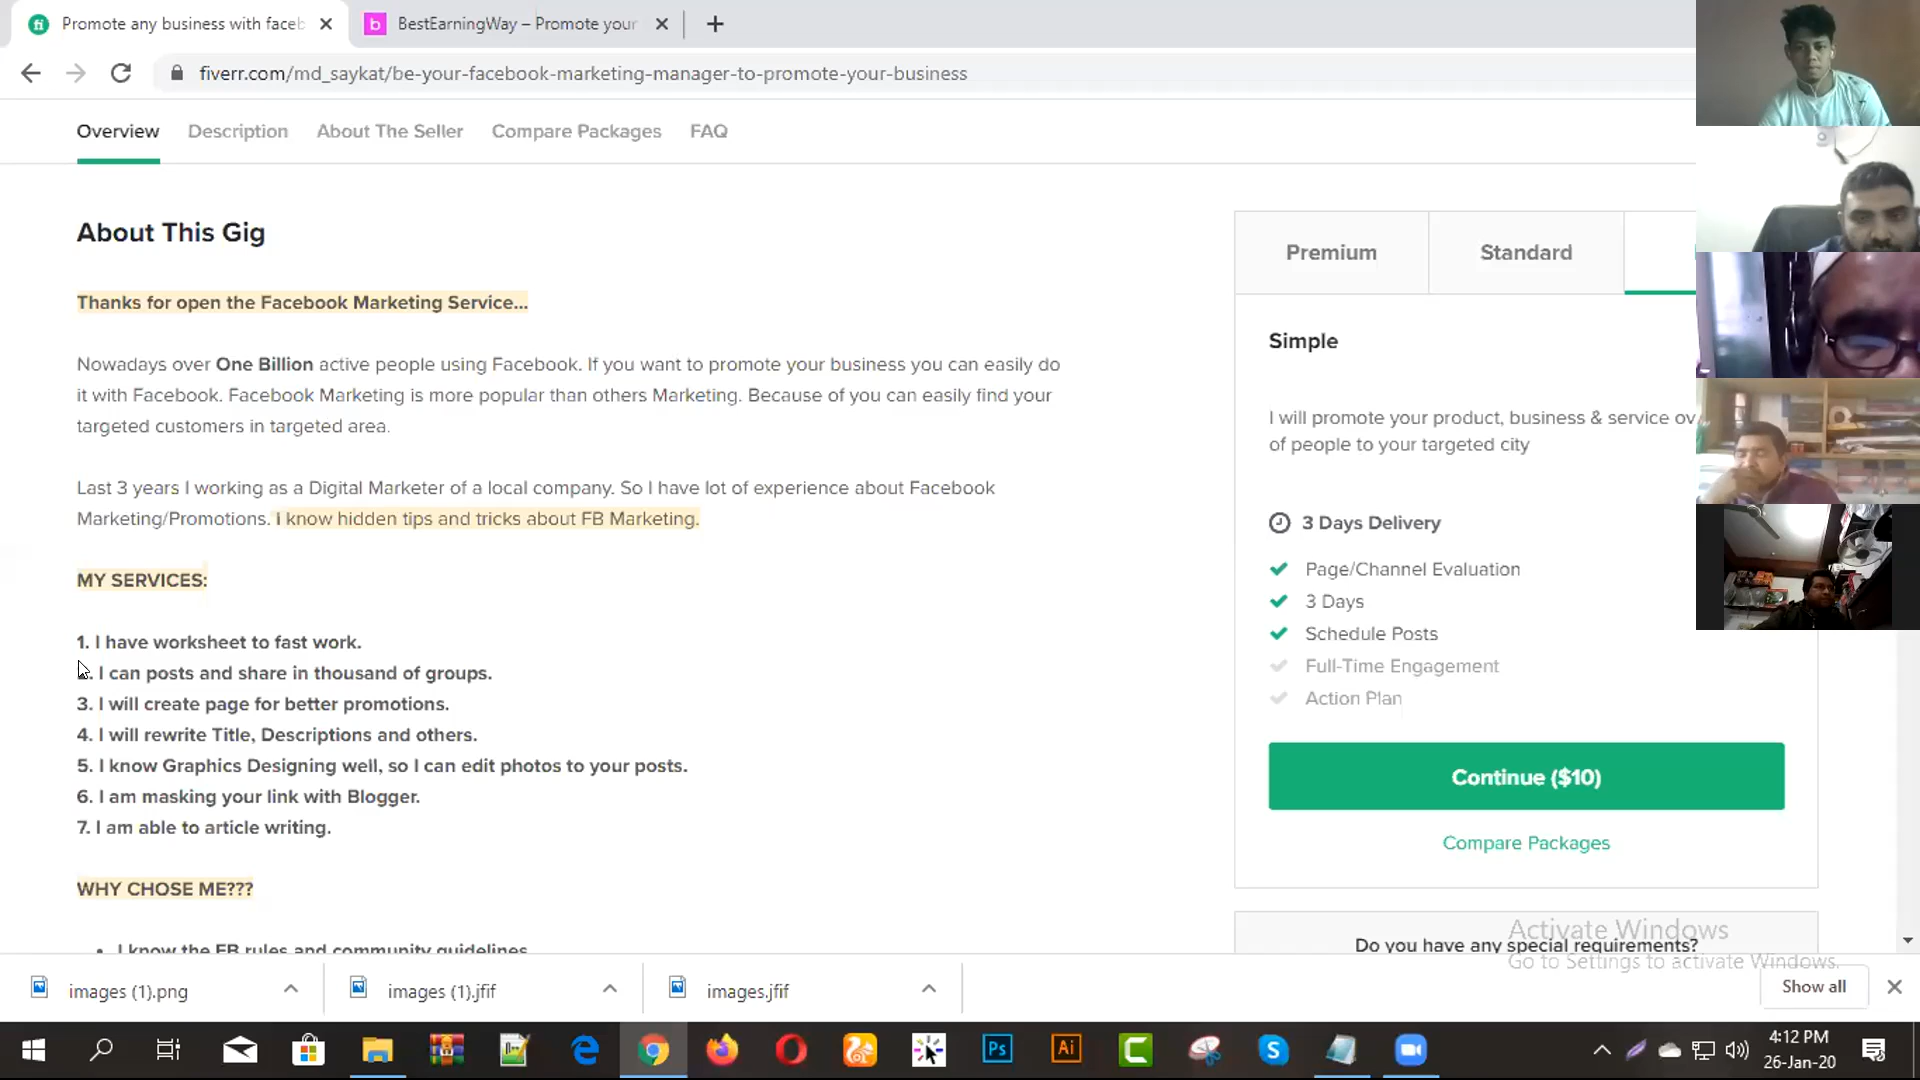 Promote any business with faceb
BestEarningWay – Promote your
fiverr.com/md_saykat/be-your-facebook-marketing-manager-to-promote-your-business
Overview
Description
About The Seller
Compare Packages
FAQ
About This Gig
Thanks for open the Facebook Marketing Service...
Nowadays over One Billion active people using Facebook. If you want to promote your business you can easily do
it with Facebook. Facebook Marketing is more popular than others Marketing. Because of you can easily find your
targeted customers in targeted area.
Last 3 years I working as a Digital Marketer of a local company. So I have lot of experience about Facebook
Marketing/Promotions. I know hidden tips and tricks about FB Marketing.
MY SERVICES:
1. I have worksheet to fast work.
. I can posts and share in thousand of groups.
3. I will create page for better promotions.
4. I will rewrite Title, Descriptions and others.
5. I know Graphics Designing well, so I can edit photos to your posts.
6. I am masking your link with Blogger.
7. I am able to article writing.
WHY CHOSE ME???
• I know the FB rules and community guidelines
Premium
Standard
Simple
I will promote your product, business & service ov
of people to your targeted city
3 Days Delivery
Page/Channel Evaluation
3 Days
Schedule Posts
Full-Time Engagement
Action Plan
Continue ($10)
Compare Packages
Do you have any special requirements?
Activate Windows
Go to Settings to activate Windows.
images (1).png
images (1).jfif
images.jfif
Show all
Ps
Ai
4:12 PM
26-Jan-20